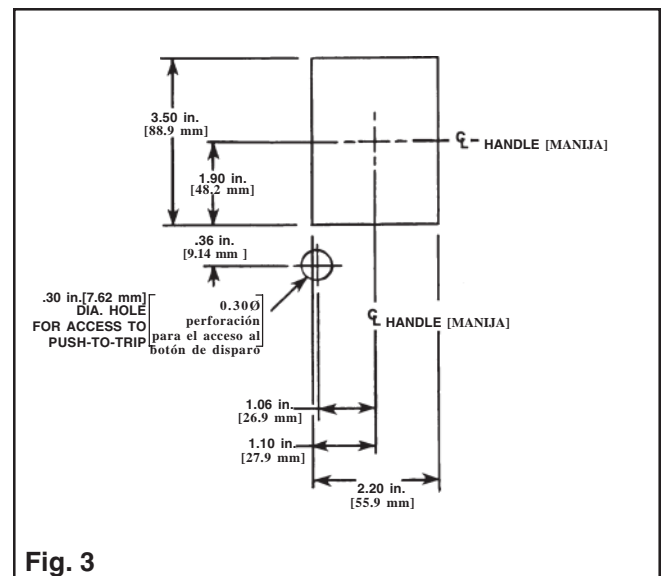 3.50 in.
[88.9 mm]
℄ HANDLE [MANIJA]
1.90 in.
[48.2 mm]
.36 in.
[9.14 mm ]
.30 in.[7.62 mm]
DIA. HOLE
FOR ACCESS TO
PUSH-TO-TRIP
[0.30Ø
perforación
para el acceso al
botón de disparo]
℄ HANDLE [MANIJA]
1.06 in.
[26.9 mm]
1.10 in.
[27.9 mm]
2.20 in.
[55.9 mm]
Fig. 3